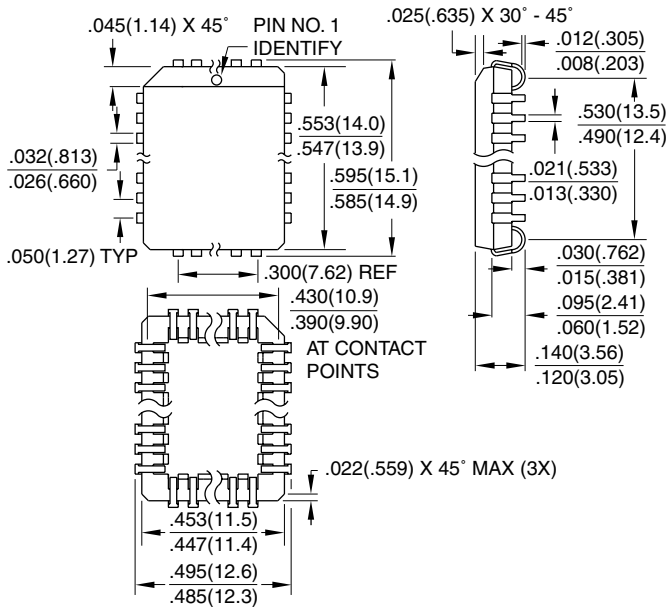 .045(1.14) X 45˚
PIN NO. 1
IDENTIFY
.025(.635) X 30˚ - 45˚
.012(.305)
.008(.203)
.553(14.0)
.547(13.9)
.530(13.5)
.490(12.4)
.032(.813)
.026(.660)
.595(15.1)
.585(14.9)
.021(.533)
.013(.330)
.050(1.27) TYP
.300(7.62) REF
.030(.762)
.015(.381)
.430(10.9)
.390(9.90)
AT CONTACT
POINTS
.095(2.41)
.060(1.52)
.140(3.56)
.120(3.05)
.022(.559) X 45˚ MAX (3X)
.453(11.5)
.447(11.4)
.495(12.6)
.485(12.3)